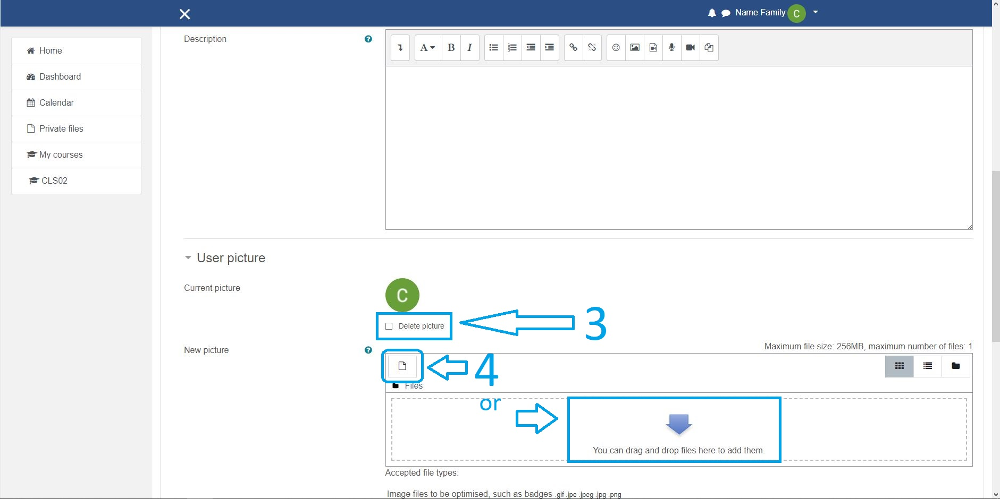 Name Family C
Home
Dashboard
Calendar
Private files
My courses
CLS02
Description
A B I
User picture
Current picture
C
Delete picture
3
New picture
Maximum file size: 256MB, maximum number of files: 1
4
Files
or
You can drag and drop files here to add them.
Accepted file types:
Image files to be optimised, such as badges .gif .jpe .jpeg .jpg .png